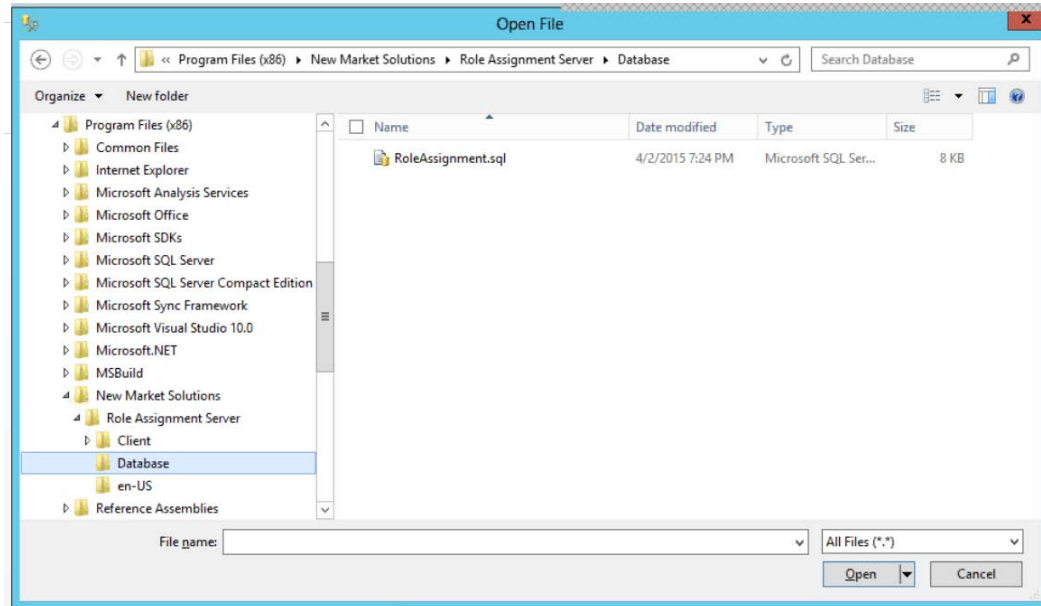 Open File
x
« Program Files (x86) ▸ New Market Solutions ▸ Role Assignment Server ▸ Database
Search Database
Organize
New folder
Program Files (x86)
Common Files
Internet Explorer
Microsoft Analysis Services
Microsoft Office
Microsoft SDKs
Microsoft SQL Server
Microsoft SQL Server Compact Edition
Microsoft Sync Framework
Microsoft Visual Studio 10.0
Microsoft.NET
MSBuild
New Market Solutions
Role Assignment Server
Client
Database
en-US
Reference Assemblies
Name Date modified Type Size
RoleAssignment.sql 4/2/2015 7:24 PM Microsoft SQL Ser... 8 KB
File name:
All Files (*.*)
Open Cancel